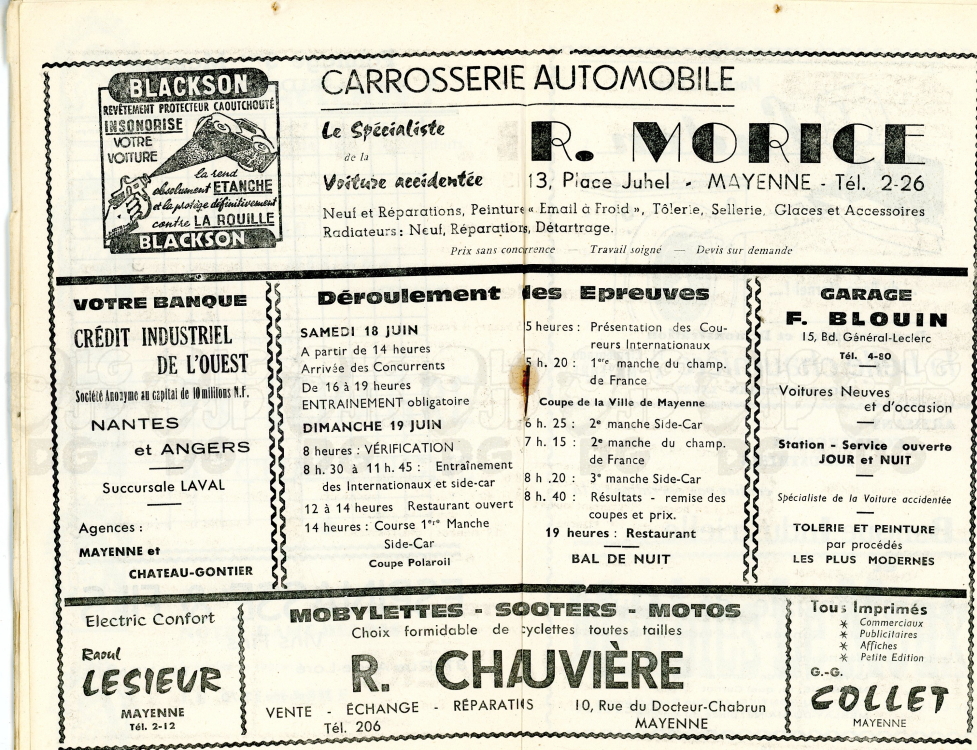 BLACKSON
REVÊTEMENT PROTECTEUR CAOUTCHOUTÉ
INSONORISE
VOTRE
VOITURE
la rend
absolument ETANCHE
et la protège définitivement
contre LA ROUILLE
BLACKSON
CARROSSERIE AUTOMOBILE
Le Spécialiste
de la
Voiture accidentée
R. MORICE
13, Place Juhel - MAYENNE - Tél. 2-26
Neuf et Réparations, Peinture « Email à Froid », Tôlerie, Sellerie, Glaces et Accessoires
Radiateurs : Neuf, Réparations, Détartrage.
Prix sans concurrence — Travail soigné — Devis sur demande
VOTRE BANQUE
CRÉDIT INDUSTRIEL
DE L'OUEST
Société Anonyme au capital de 10 millions N.F.
NANTES
et ANGERS
Succursale LAVAL
Agences :
MAYENNE et
CHATEAU-GONTIER
Déroulement des Epreuves
SAMEDI 18 JUIN
A partir de 14 heures
Arrivée des Concurrents
De 16 à 19 heures
ENTRAINEMENT obligatoire
DIMANCHE 19 JUIN
8 heures : VÉRIFICATION
8 h. 30 à 11 h. 45 : Entraînement
des Internationaux et side-car
12 à 14 heures Restaurant ouvert
14 heures : Course 1ère Manche
Side-Car
Coupe Polaroil
5 heures : Présentation des Cou-
reurs Internationaux
5 h. 20 : 1re manche du champ.
de France
Coupe de la Ville de Mayenne
6 h. 25 : 2e manche Side-Car
7 h. 15 : 2e manche du champ.
de France
8 h .20 : 3e manche Side-Car
8 h. 40 : Résultats - remise des
coupes et prix.
19 heures : Restaurant
BAL DE NUIT
GARAGE
F. BLOUIN
15, Bd. Général-Leclerc
Tél. 4-80
Voitures Neuves
et d'occasion
Station - Service ouverte
JOUR et NUIT
Spécialiste de la Voiture accidentée
TOLERIE ET PEINTURE
par procédés
LES PLUS MODERNES
Electric Confort
Raoul
LESIEUR
MAYENNE
Tél. 2-12
MOBYLETTES - SCOTERS - MOTOS
Choix formidable de cyclettes toutes tailles
R. CHAUVIÈRE
VENTE - ÉCHANGE - RÉPARATINS
10, Rue du Docteur-Chabrun
Tél. 206
MAYENNE
Tous Imprimés
* Commerciaux
* Publicitaires
* Affiches
* Petite Edition
G.-G.
COLLET
MAYENNE